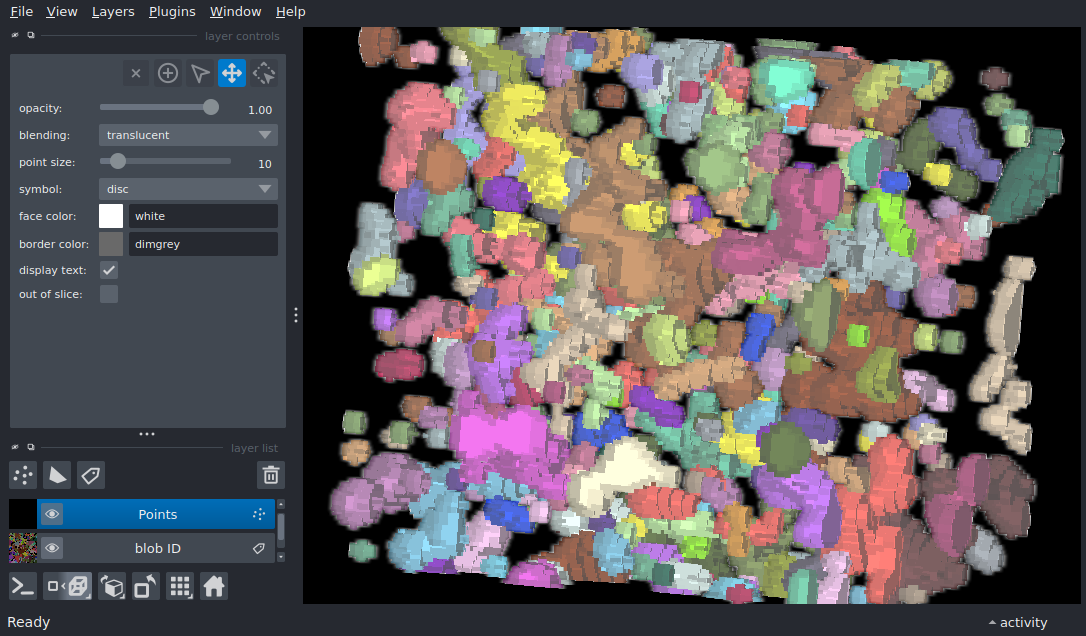 File View Layers Plugins Window Help
layer controls
opacity: 1.00
blending: translucent
point size: 10
symbol: disc
face color: white
border color: dimgrey
display text:
out of slice:
layer list
Points
blob ID
Ready activity